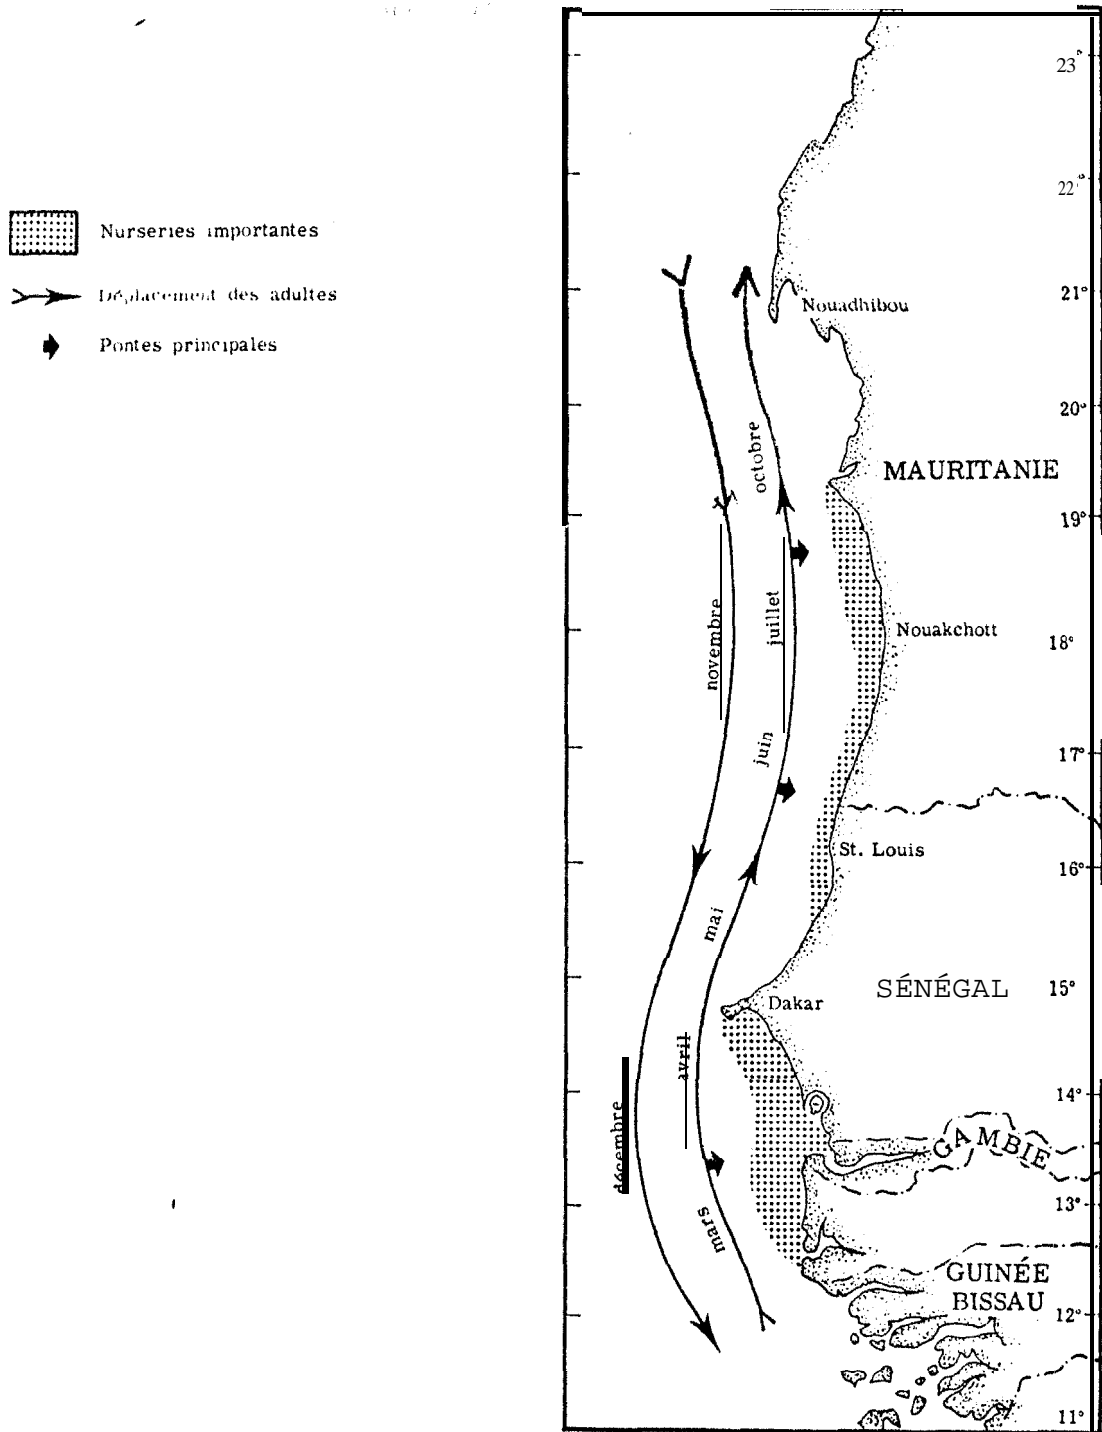 Nurseries importantes
Déplacement des adultes
Pontes principales
23°
22°
21°
Nouadhibou
20°
octobre
MAURITANIE
19°
novembre
juillet
Nouakchott
18°
juin
17°
St. Louis
16°
mai
SÉNÉGAL
15°
Dakar
avril
14°
décembre
GAMBIE
13°
mars
GUINÉE
BISSAU
12°
11°